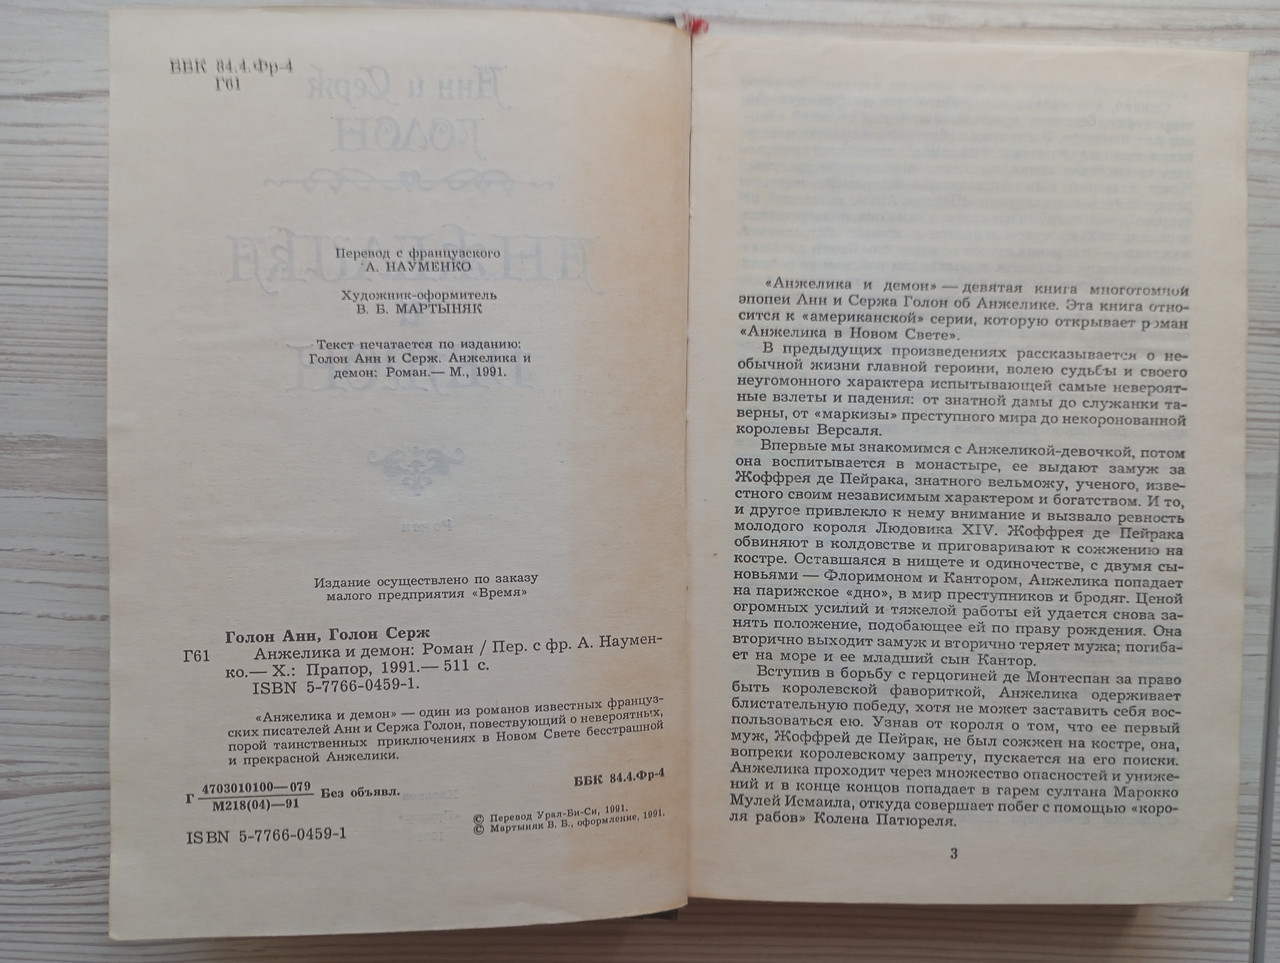 ББК 84.4.Фр-4
Г61
Перевод с французского
А. НАУМЕНКО
Художник-оформитель
В. Б. МАРТЫНЯК
Текст печатается по изданию:
Голон Анн и Серж. Анжелика и
демон: Роман.— М., 1991.
Издание осуществлено по заказу
малого предприятия «Время»
Голон Анн, Голон Серж
Г61 Анжелика и демон: Роман / Пер. с фр. А. Наумен-
ко.— Х.: Прапор, 1991.— 511 с.
ISBN 5-7766-0459-1.
«Анжелика и демон» — один из романов известных француз-
ских писателей Анн и Сержа Голон, повествующий о невероятных,
порой таинственных приключениях в Новом Свете бесстрашной
и прекрасной Анжелики.
Г 4703010100—079
М218(04)—91 Без объявл.
ББК 84.4.Фр-4
ISBN 5-7766-0459-1
© Перевод Урал-Би-Си, 1991.
© Мартыняк В. Б., оформление, 1991.
«Анжелика и демон» — девятая книга многотомной
эпопеи Анн и Сержа Голон об Анжелике. Эта книга отно-
сится к «американской» серии, которую открывает роман
«Анжелика в Новом Свете».
В предыдущих произведениях рассказывается о не-
обычной жизни главной героини, волею судьбы и своего
неугомонного характера испытывающей самые невероят-
ные взлеты и падения: от знатной дамы до служанки та-
верны, от «маркизы» преступного мира до некоронованной
королевы Версаля.
Впервые мы знакомимся с Анжеликой-девочкой, потом
она воспитывается в монастыре, ее выдают замуж за
Жоффрея де Пейрака, знатного вельможу, ученого, изве-
стного своим независимым характером и богатством. И то,
и другое привлекло к нему внимание и вызвало ревность
молодого короля Людовика XIV. Жоффрея де Пейрака
обвиняют в колдовстве и приговаривают к сожжению на
костре. Оставшаяся в нищете и одиночестве, с двумя сы-
новьями — Флоримоном и Кантором, Анжелика попадает
на парижское «дно», в мир преступников и бродяг. Ценой
огромных усилий и тяжелой работы ей удается снова за-
нять положение, подобающее ей по праву рождения. Она
вторично выходит замуж и вторично теряет мужа; погиба-
ет на море и ее младший сын Кантор.
Вступив в борьбу с герцогиней де Монтеспан за право
быть королевской фавориткой, Анжелика одерживает
блистательную победу, хотя не может заставить себя вос-
пользоваться ею. Узнав от короля о том, что ее первый
муж, Жоффрей де Пейрак, не был сожжен на костре, она,
вопреки королевскому запрету, пускается на его поиски.
Анжелика проходит через множество опасностей и униже-
ний и в конце концов попадает в гарем султана Марокко
Мулей Исмаила, откуда совершает побег с помощью «коро-
ля рабов» Колена Патюреля.
3